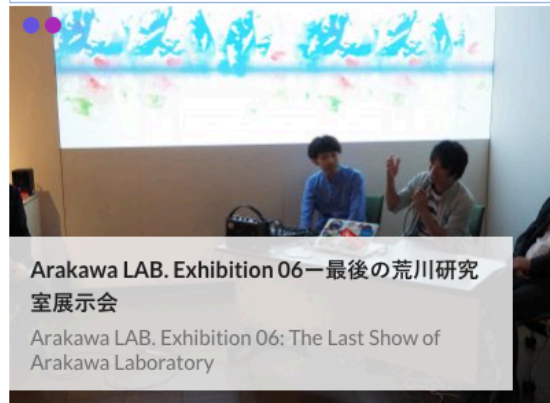 Arakawa LAB. Exhibition 06ー最後の荒川研究
室展示会
Arakawa LAB. Exhibition 06: The Last Show of
Arakawa Laboratory